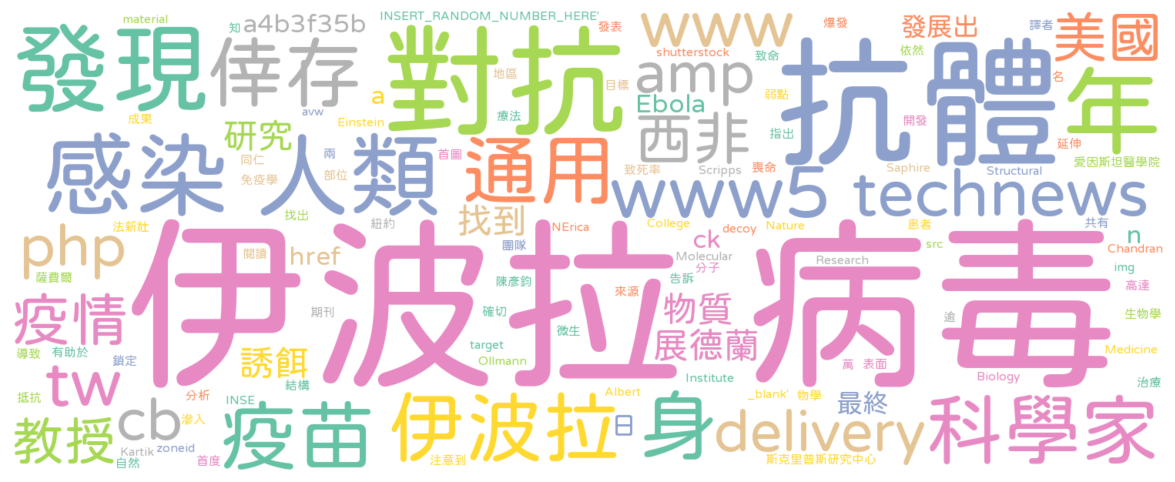 material
INSERT_RANDOM_NUMBER_HERE'
發表
www
爆發
發展出
譯者
美國
發現
倖存
知
a4b3f35b
對抗
地區
目標
shutterstock
致命
依然
名
抗體
年
amp
a
Einstein
avw
成果
療法
Ebola
弱點
指出
開發
延伸
愛因斯坦醫學院
研究
西非
感染
人類
同仁
兩
首圖
免疫學
部位
通用
致死率
Scripps
喪命
Saphire
Structural
www5
technews
找出
紐約
找到
法新社
NErica
College
decoy
Nature
患者
共有
php
閱讀
href
團隊
ck
Molecular
分子
src
n
Chandran
薩費爾
陳彥鈞
告訴
Research
img
伊波拉病毒
來源
高達
疫情
期刊
確切
物質
逾
生物學
微生
展德蘭
導致
有助於
target
誘餌
鎖定
Ollmann
萬
表面
Medicine
tw
結構
Institute
Biology
治療
抵抗
分析
INSE
Albert
_blank'
物學
最終
教授
cb
滲入
疫苗
伊波拉
日
身
delivery
科學家
Kartik
zoneid
自然
首度
注意到
斯克里普斯研究中心